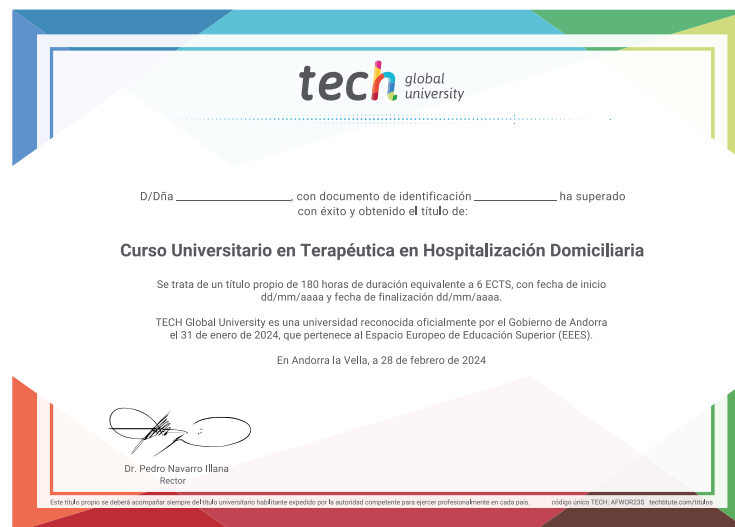 tech global
university
D/Dña ____________, con documento de identificación ____________ ha superado
con éxito y obtenido el título de:
Curso Universitario en Terapéutica en Hospitalización Domiciliaria
Se trata de un título propio de 180 horas de duración equivalente a 6 ECTS, con fecha de inicio
dd/mm/aaaa y fecha de finalización dd/mm/aaaa.
TECH Global University es una universidad reconocida oficialmente por el Gobierno de Andorra
el 31 de enero de 2024, que pertenece al Espacio Europeo de Educación Superior (EEES).
En Andorra la Vella, a 28 de febrero de 2024
Dr. Pedro Navarro Illana
Rector
Este título propio se deberá acompañar siempre del título universitario habilitante expedido por la autoridad competente para ejercer profesionalmente en cada país. código único TECH: AFWOR23S techtitute.com/titulos